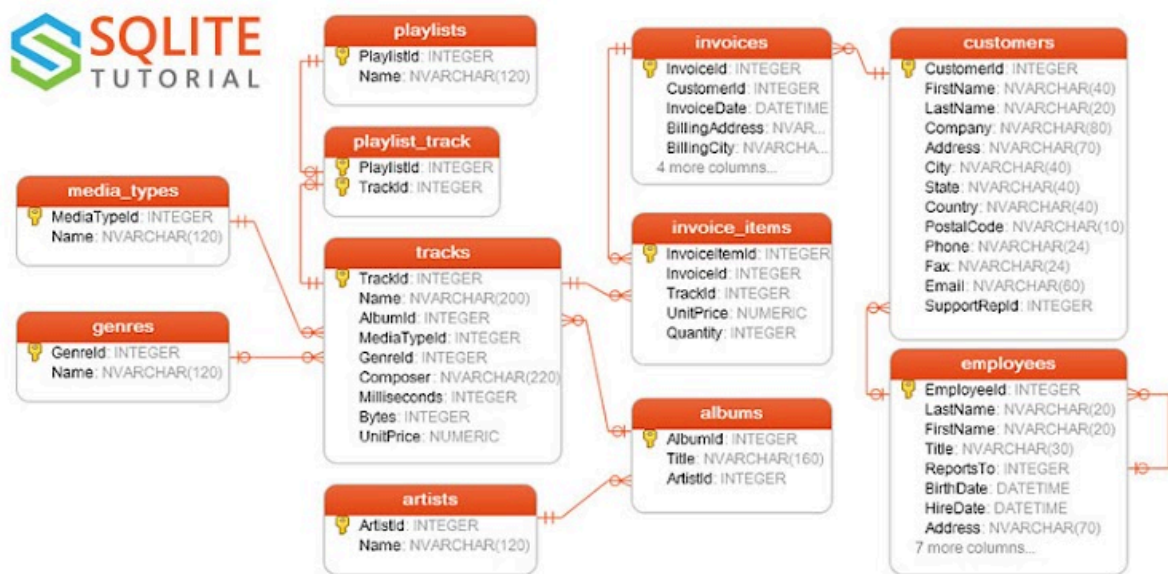 SQLITE
TUTORIAL
playlists
PlaylistId: INTEGER
Name: NVARCHAR(120)
playlist_track
PlaylistId: INTEGER
TrackId: INTEGER
media_types
MediaTypeId: INTEGER
Name: NVARCHAR(120)
genres
GenreId: INTEGER
Name: NVARCHAR(120)
tracks
TrackId: INTEGER
Name: NVARCHAR(200)
AlbumId: INTEGER
MediaTypeId: INTEGER
GenreId: INTEGER
Composer: NVARCHAR(220)
Milliseconds: INTEGER
Bytes: INTEGER
UnitPrice: NUMERIC
artists
ArtistId: INTEGER
Name: NVARCHAR(120)
invoices
InvoiceId: INTEGER
CustomerId: INTEGER
InvoiceDate: DATETIME
BillingAddress: NVAR...
BillingCity: NVARCHA...
4 more columns...
invoice_items
InvoiceItemId: INTEGER
InvoiceId: INTEGER
TrackId: INTEGER
UnitPrice: NUMERIC
Quantity: INTEGER
albums
AlbumId: INTEGER
Title: NVARCHAR(160)
ArtistId: INTEGER
customers
CustomerId: INTEGER
FirstName: NVARCHAR(40)
LastName: NVARCHAR(20)
Company: NVARCHAR(80)
Address: NVARCHAR(70)
City: NVARCHAR(40)
State: NVARCHAR(40)
Country: NVARCHAR(40)
PostalCode: NVARCHAR(10)
Phone: NVARCHAR(24)
Fax: NVARCHAR(24)
Email: NVARCHAR(60)
SupportRepId: INTEGER
employees
EmployeeId: INTEGER
LastName: NVARCHAR(20)
FirstName: NVARCHAR(20)
Title: NVARCHAR(30)
ReportsTo: INTEGER
BirthDate: DATETIME
HireDate: DATETIME
Address: NVARCHAR(70)
7 more columns...